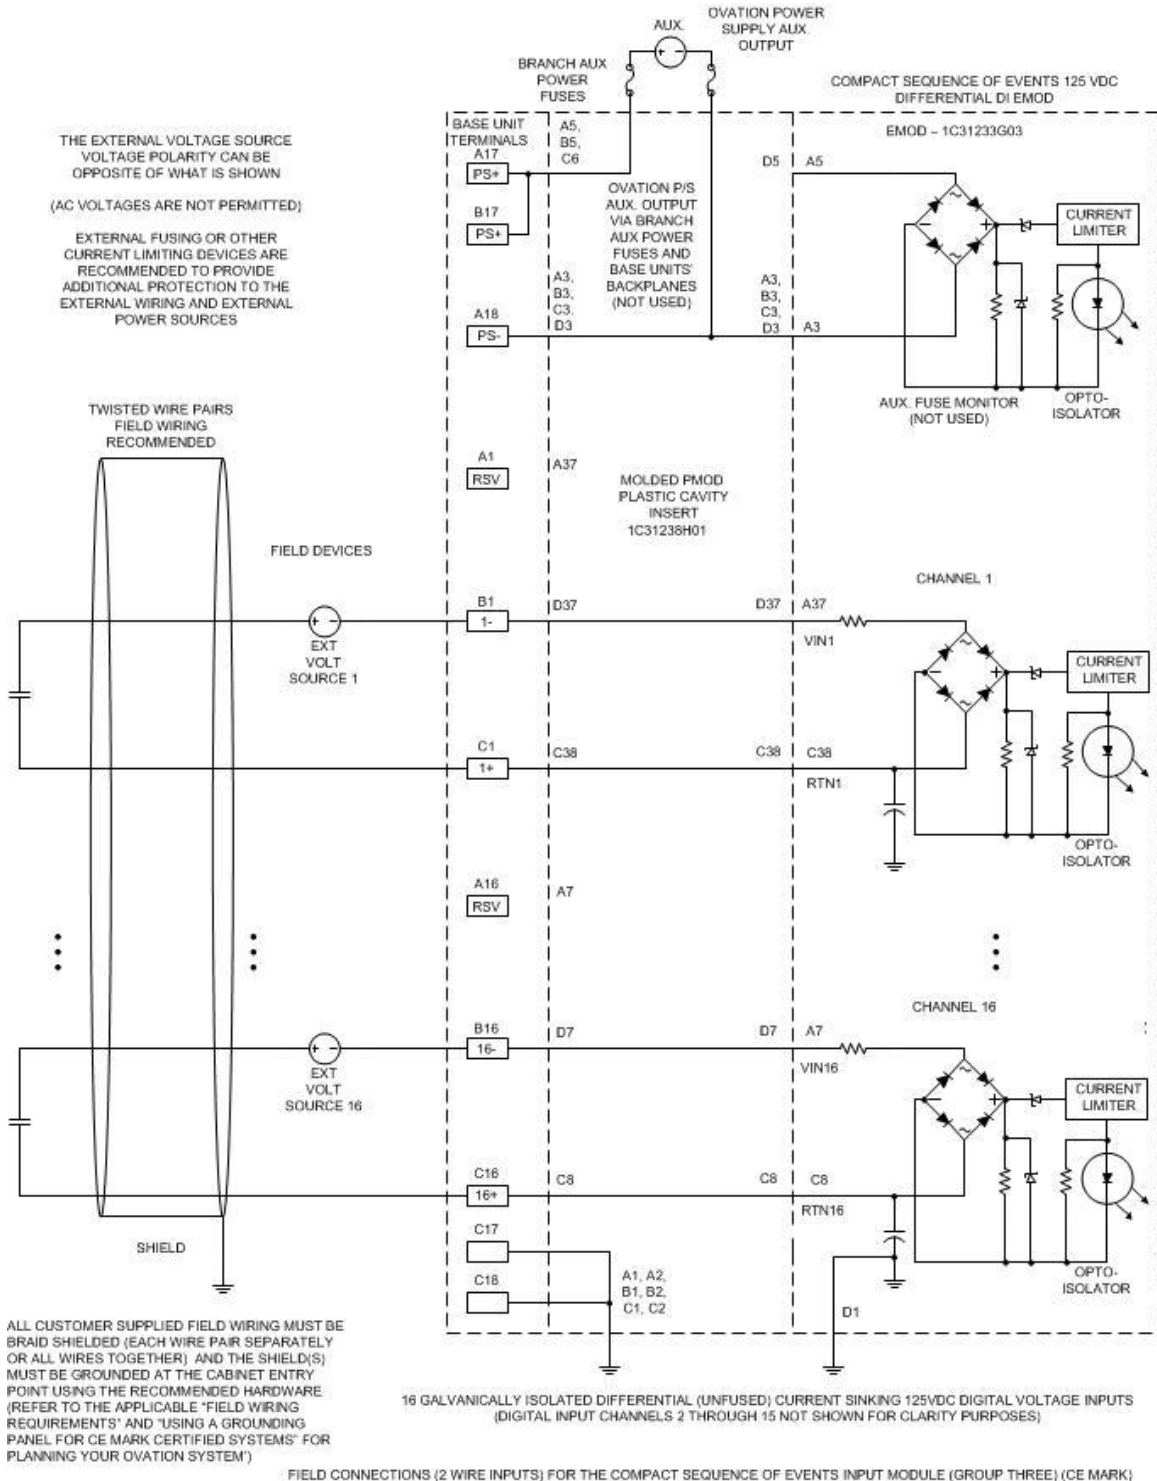 OVATION POWER
SUPPLY AUX.
OUTPUT
AUX.
+ -
BRANCH AUX
POWER
FUSES
COMPACT SEQUENCE OF EVENTS 125 VDC
DIFFERENTIAL DI EMOD
THE EXTERNAL VOLTAGE SOURCE
VOLTAGE POLARITY CAN BE
OPPOSITE OF WHAT IS SHOWN
(AC VOLTAGES ARE NOT PERMITTED)
EXTERNAL FUSING OR OTHER
CURRENT LIMITING DEVICES ARE
RECOMMENDED TO PROVIDE
ADDITIONAL PROTECTION TO THE
EXTERNAL WIRING AND EXTERNAL
POWER SOURCES
BASE UNIT
TERMINALS
A17
PS+
B17
PS+
A18
PS-
A5,
B5,
C6
A3,
B3,
C3.
D3
OVATION P/S
AUX. OUTPUT
VIA BRANCH
AUX POWER
FUSES AND
BASE UNITS'
BACKPLANES
(NOT USED)
A3,
B3,
C3,
D3
A3
EMOD – 1C31233G03
D5
A5
~
- +
~
CURRENT
LIMITER
AUX. FUSE MONITOR
(NOT USED)
OPTO-
ISOLATOR
TWISTED WIRE PAIRS
FIELD WIRING
RECOMMENDED
A1
RSV
A37
MOLDED PMOD
PLASTIC CAVITY
INSERT
1C31238H01
FIELD DEVICES
CHANNEL 1
+ -
EXT
VOLT
SOURCE 1
B1
1-
D37
D37
A37
VIN1
~
- +
~
CURRENT
LIMITER
C1
1+
C38
C38
C38
RTN1
OPTO-
ISOLATOR
A16
RSV
A7
CHANNEL 16
+ -
EXT
VOLT
SOURCE 16
B16
16-
D7
D7
A7
VIN16
~
- +
~
CURRENT
LIMITER
C16
16+
C8
C8
C8
RTN16
OPTO-
ISOLATOR
SHIELD
C17
C18
A1, A2,
B1, B2,
C1, C2
D1
ALL CUSTOMER SUPPLIED FIELD WIRING MUST BE
BRAID SHIELDED (EACH WIRE PAIR SEPARATELY
OR ALL WIRES TOGETHER) AND THE SHIELD(S)
MUST BE GROUNDED AT THE CABINET ENTRY
POINT USING THE RECOMMENDED HARDWARE
(REFER TO THE APPLICABLE "FIELD WIRING
REQUIREMENTS" AND "USING A GROUNDING
PANEL FOR CE MARK CERTIFIED SYSTEMS" FOR
PLANNING YOUR OVATION SYSTEM')
16 GALVANICALLY ISOLATED DIFFERENTIAL (UNFUSED) CURRENT SINKING 125VDC DIGITAL VOLTAGE INPUTS
(DIGITAL INPUT CHANNELS 2 THROUGH 15 NOT SHOWN FOR CLARITY PURPOSES)
FIELD CONNECTIONS (2 WIRE INPUTS) FOR THE COMPACT SEQUENCE OF EVENTS INPUT MODULE (GROUP THREE) (CE MARK)